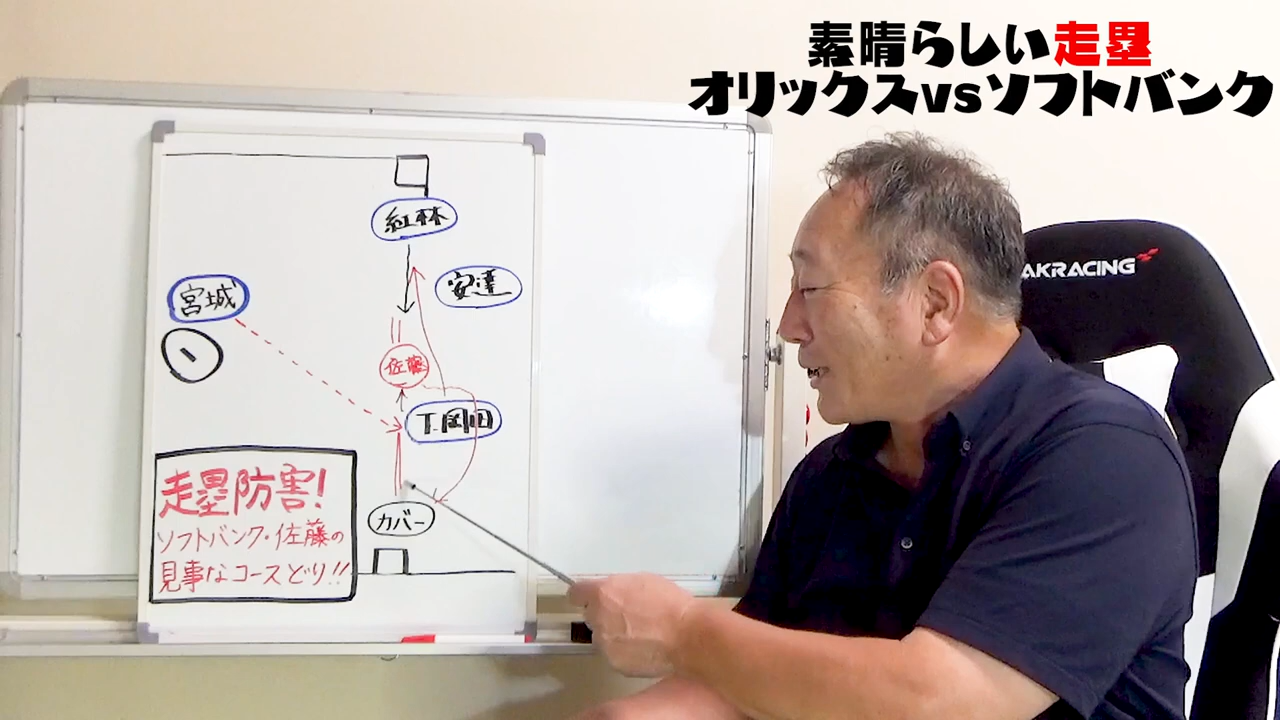 素晴らしい走塁
オリックスvsソフトバンク
AKRACING
紅林
安達
宮城
佐藤
T.岡田
カバー
走塁防害!
ソフトバンク・佐藤の
見事なコースどり!!